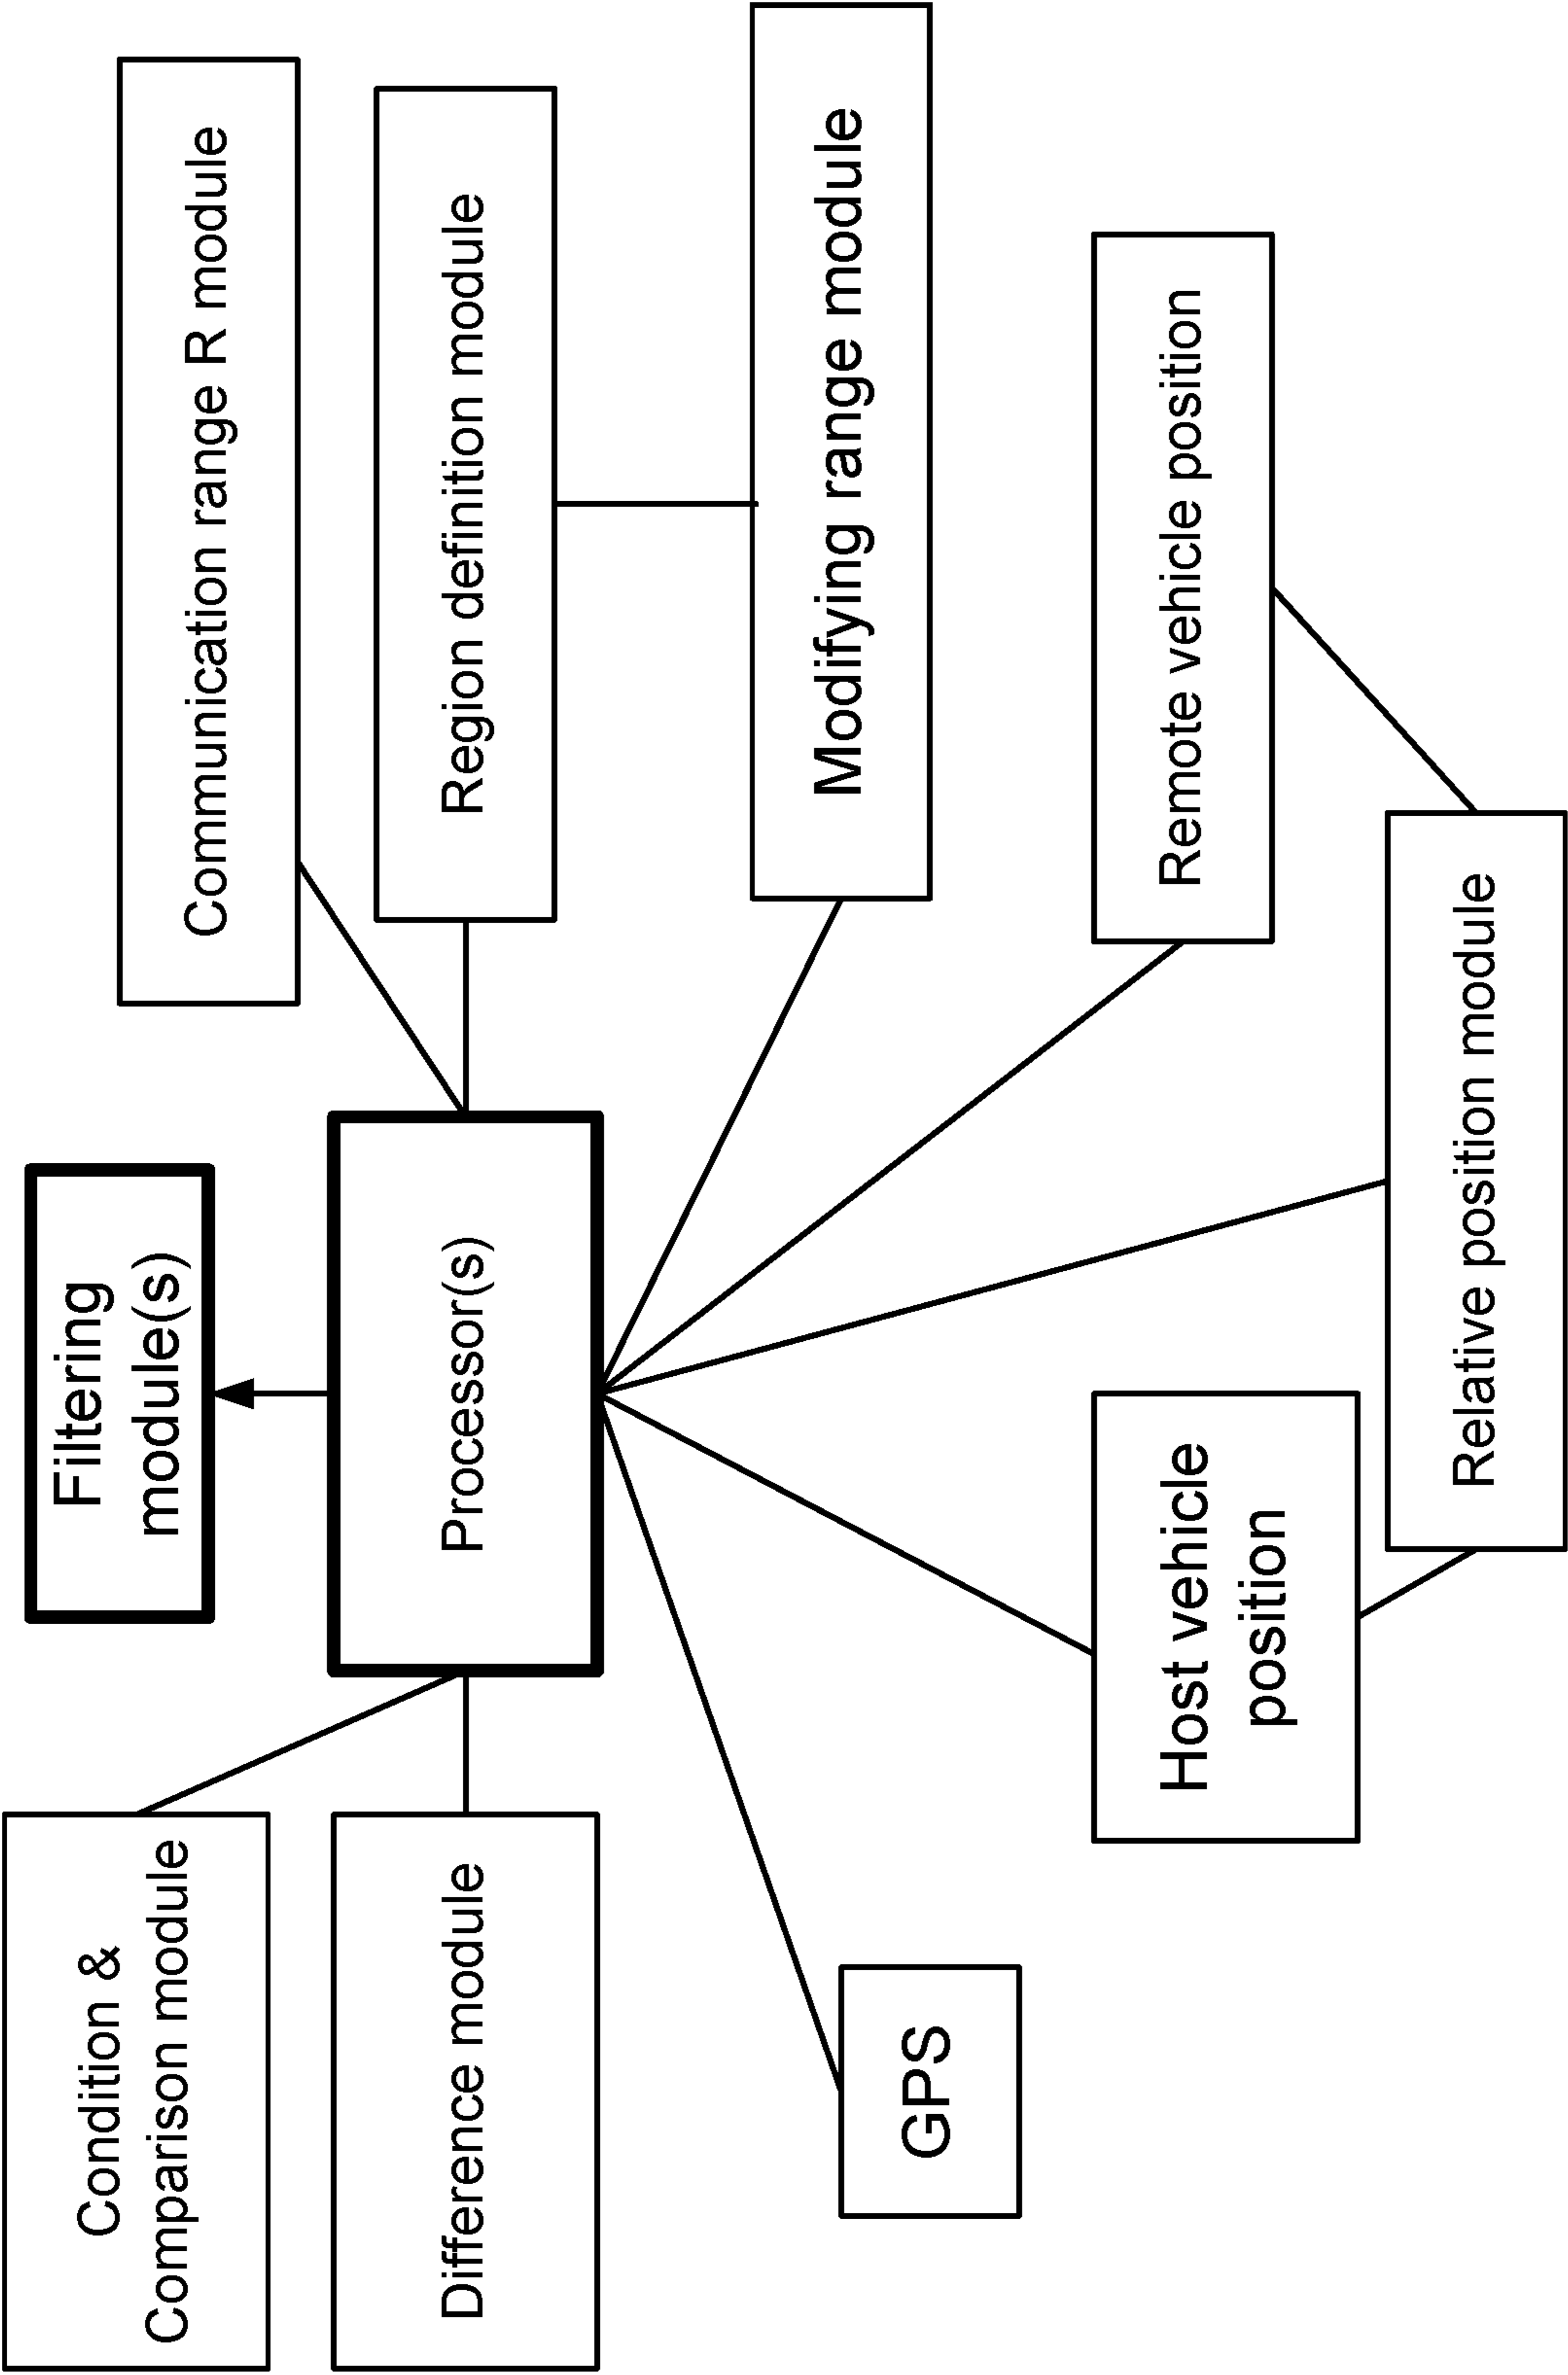 Filtering
module(s)
Condition &
Comparison module
Communication range R module
Processor(s)
Difference module
Region definition module
Modifying range module
GPS
Host vehicle
position
Remote vehicle position
Relative position module